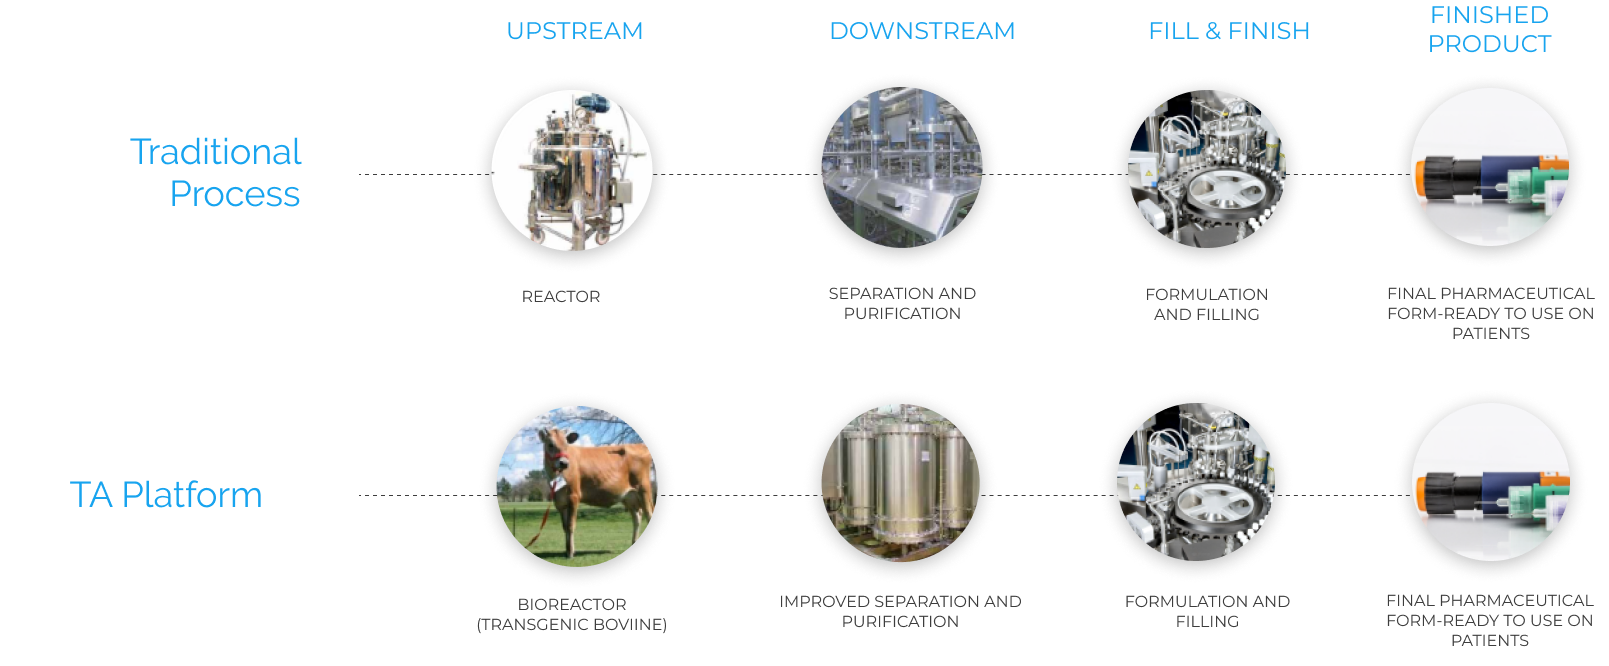 UPSTREAM
DOWNSTREAM
FILL & FINISH
FINISHED
PRODUCT
Traditional
Process
REACTOR
SEPARATION AND
PURIFICATION
FORMULATION
AND FILLING
FINAL PHARMACEUTICAL
FORM-READY TO USE ON
PATIENTS
TA Platform
BIOREACTOR
(TRANSGENIC BOVIINE)
IMPROVED SEPARATION AND
PURIFICATION
FORMULATION AND
FILLING
FINAL PHARMACEUTICAL
FORM-READY TO USE ON
PATIENTS